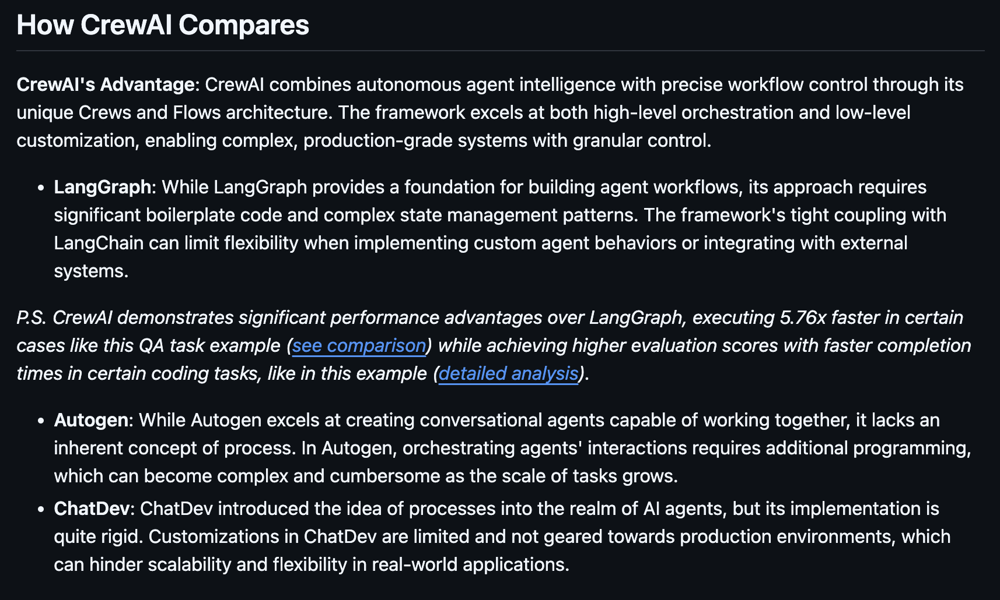 How CrewAI Compares
CrewAI's Advantage: CrewAI combines autonomous agent intelligence with precise workflow control through its
unique Crews and Flows architecture. The framework excels at both high-level orchestration and low-level
customization, enabling complex, production-grade systems with granular control.
• LangGraph: While LangGraph provides a foundation for building agent workflows, its approach requires
significant boilerplate code and complex state management patterns. The framework's tight coupling with
LangChain can limit flexibility when implementing custom agent behaviors or integrating with external
systems.
P.S. CrewAI demonstrates significant performance advantages over LangGraph, executing 5.76x faster in certain
cases like this QA task example (see comparison) while achieving higher evaluation scores with faster completion
times in certain coding tasks, like in this example (detailed analysis).
• Autogen: While Autogen excels at creating conversational agents capable of working together, it lacks an
inherent concept of process. In Autogen, orchestrating agents' interactions requires additional programming,
which can become complex and cumbersome as the scale of tasks grows.
• ChatDev: ChatDev introduced the idea of processes into the realm of AI agents, but its implementation is
quite rigid. Customizations in ChatDev are limited and not geared towards production environments, which
can hinder scalability and flexibility in real-world applications.